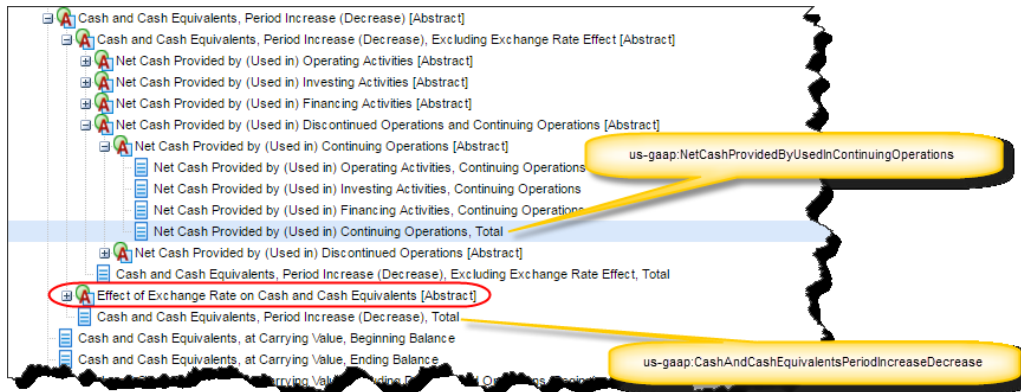 Cash and Cash Equivalents, Period Increase (Decrease) [Abstract]
Cash and Cash Equivalents, Period Increase (Decrease), Excluding Exchange Rate Effect [Abstract]
Net Cash Provided by (Used in) Operating Activities [Abstract]
Net Cash Provided by (Used in) Investing Activities [Abstract]
Net Cash Provided by (Used in) Financing Activities [Abstract]
Net Cash Provided by (Used in) Discontinued Operations and Continuing Operations [Abstract]
Net Cash Provided by (Used in) Continuing Operations [Abstract]
us-gaap:NetCashProvidedByUsedInContinuingOperations
Net Cash Provided by (Used in) Operating Activities, Continuing Operations
Net Cash Provided by (Used in) Investing Activities, Continuing Operations
Net Cash Provided by (Used in) Financing Activities, Continuing Operations
Net Cash Provided by (Used in) Continuing Operations, Total
Net Cash Provided by (Used in) Discontinued Operations [Abstract]
Cash and Cash Equivalents, Period Increase (Decrease), Excluding Exchange Rate Effect, Total
Effect of Exchange Rate on Cash and Cash Equivalents [Abstract]
Cash and Cash Equivalents, Period Increase (Decrease), Total
Cash and Cash Equivalents, at Carrying Value, Beginning Balance
Cash and Cash Equivalents, at Carrying Value, Ending Balance
us-gaap:CashAndCashEquivalentsPeriodIncreaseDecrease